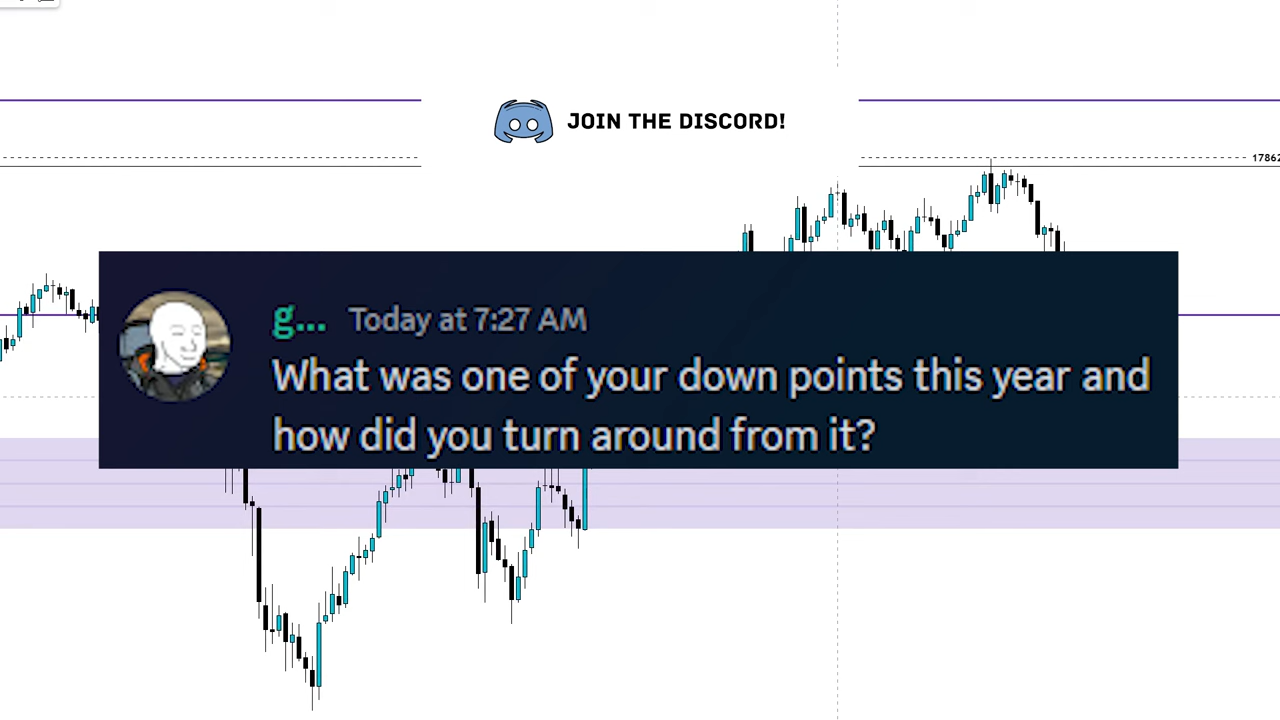 JOIN THE DISCORD!
17862
g... Today at 7:27 AM
What was one of your down points this year and
how did you turn around from it?